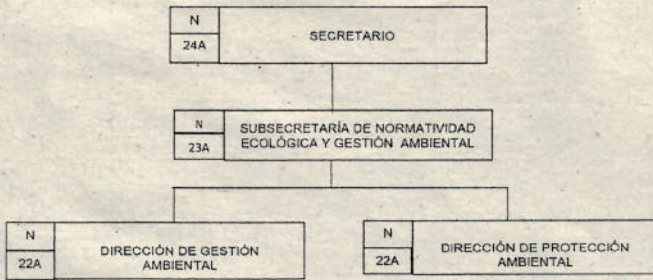 N
24A
SECRETARIO
N
23A
SUBSECRETARÍA DE NORMATIVIDAD
ECOLÓGICA Y GESTIÓN AMBIENTAL
N
22A
DIRECCIÓN DE GESTIÓN
AMBIENTAL
N
22A
DIRECCIÓN DE PROTECCIÓN
AMBIENTAL